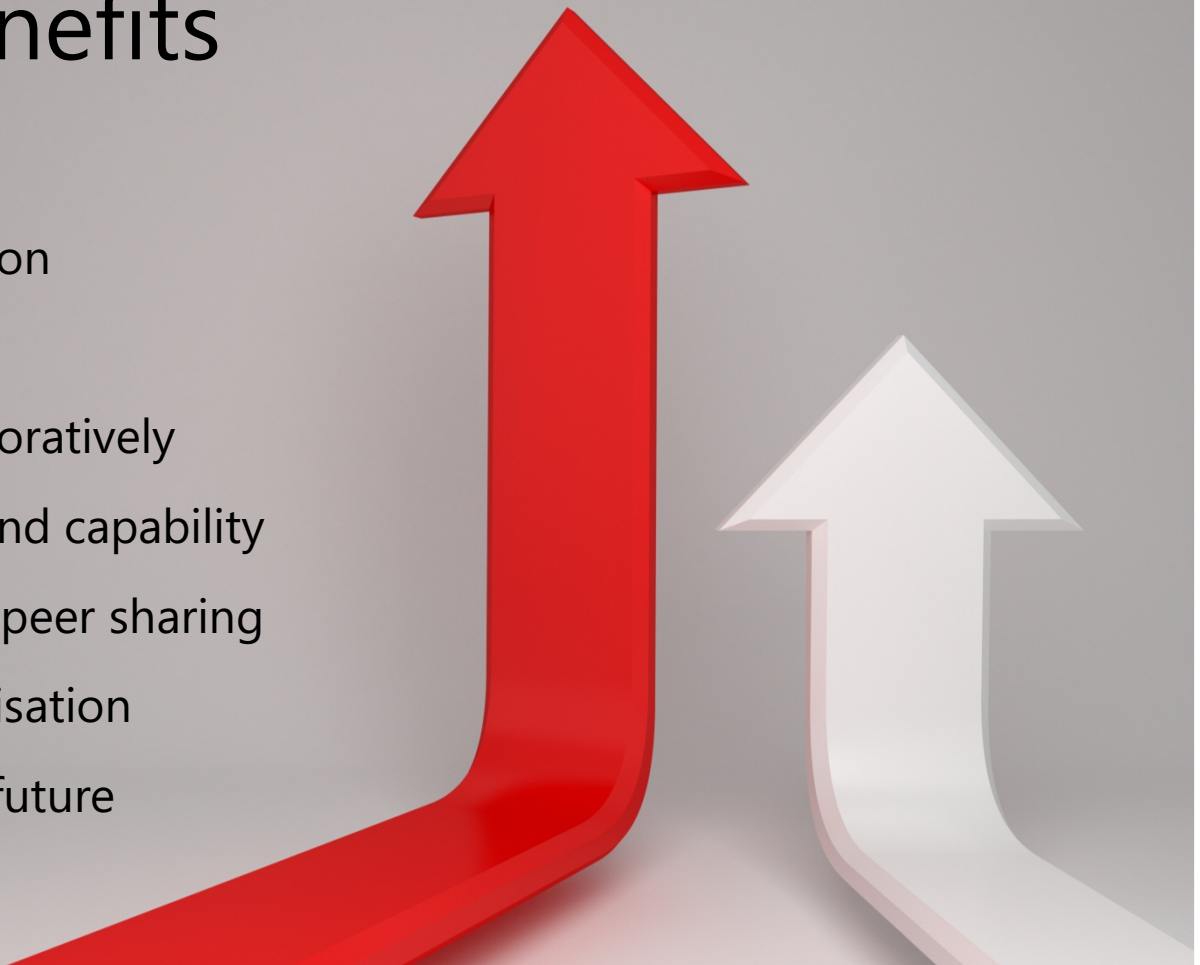 nefits
on
oratively
nd capability
peer sharing
isation
future